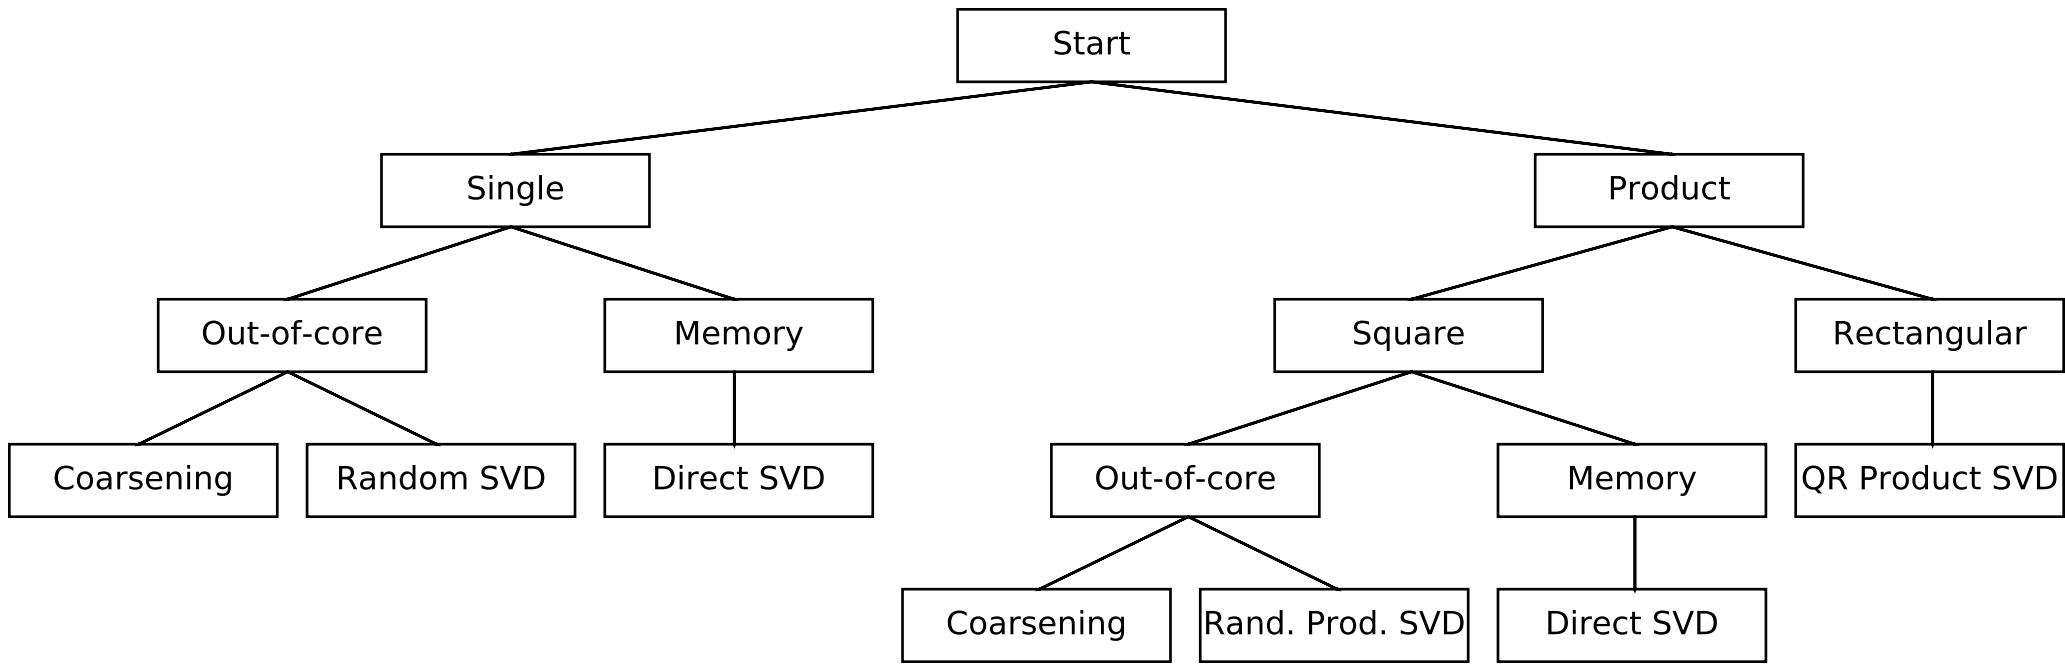 Start
Single
Product
Out-of-core
Memory
Square
Rectangular
Coarsening
Random SVD
Direct SVD
Out-of-core
Memory
QR Product SVD
Coarsening
Rand. Prod. SVD
Direct SVD